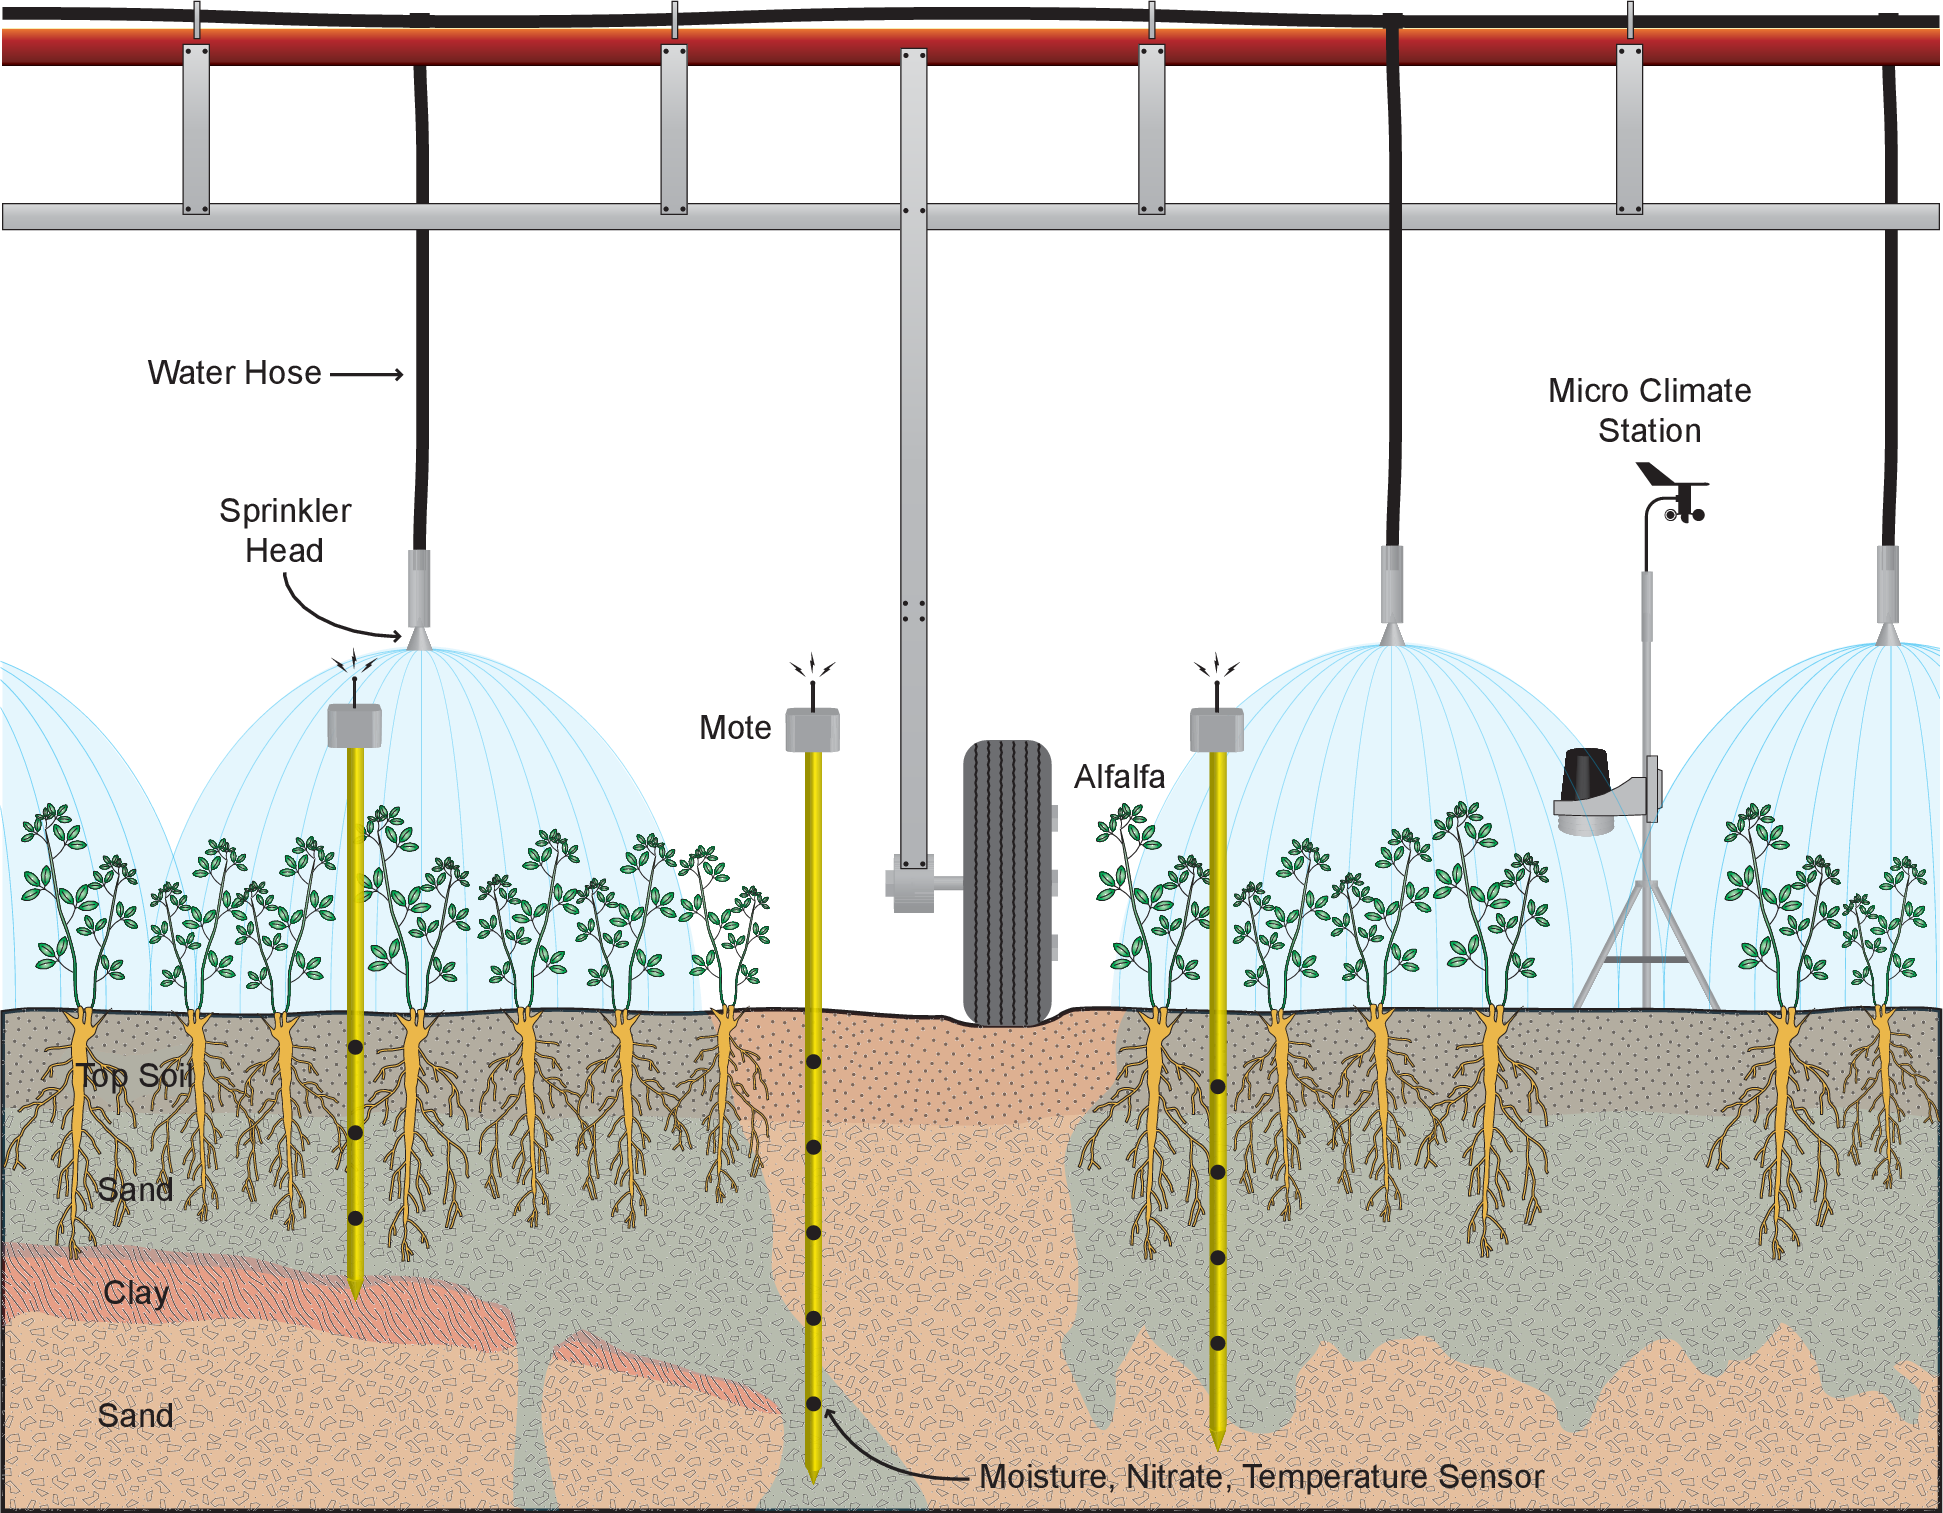 Water Hose
Micro Climate
Station
Sprinkler
Head
Mote
Alfalfa
Top Soil
Sand
Clay
Sand
Moisture, Nitrate, Temperature Sensor